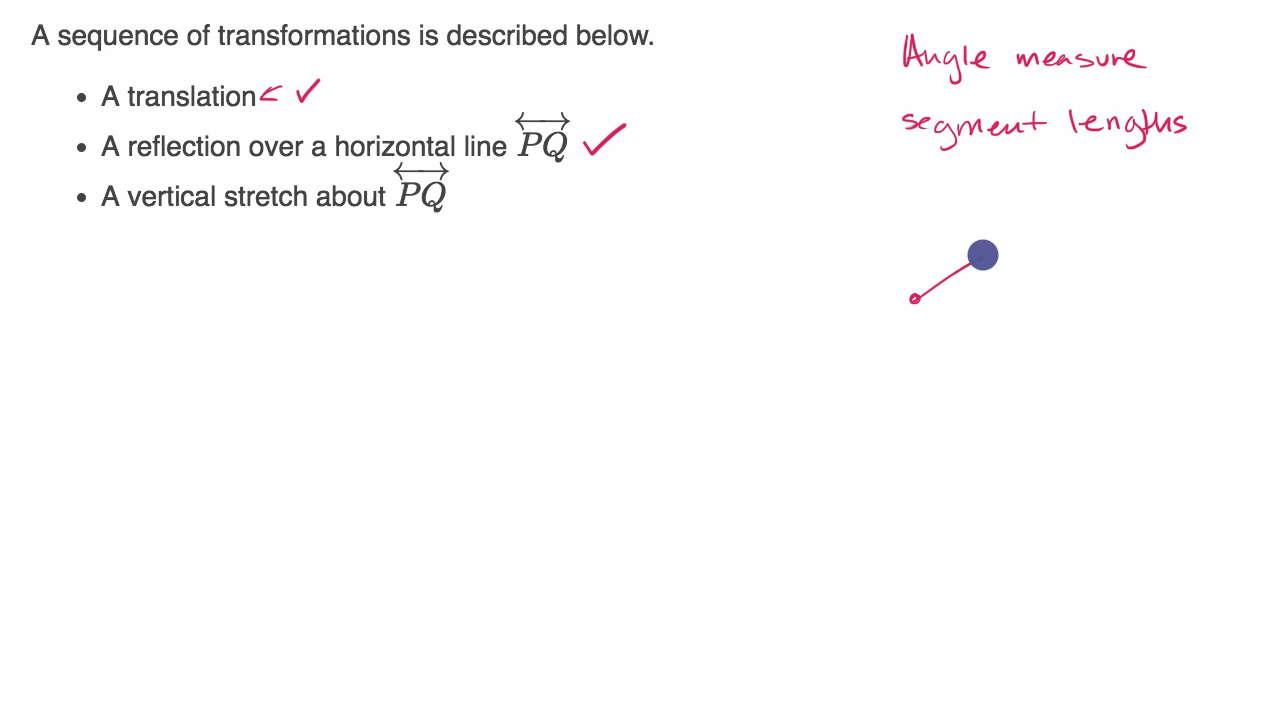 A sequence of transformations is described below.
• A translation
• A reflection over a horizontal line PQ
• A vertical stretch about PQ
Angle measure
segment lengths